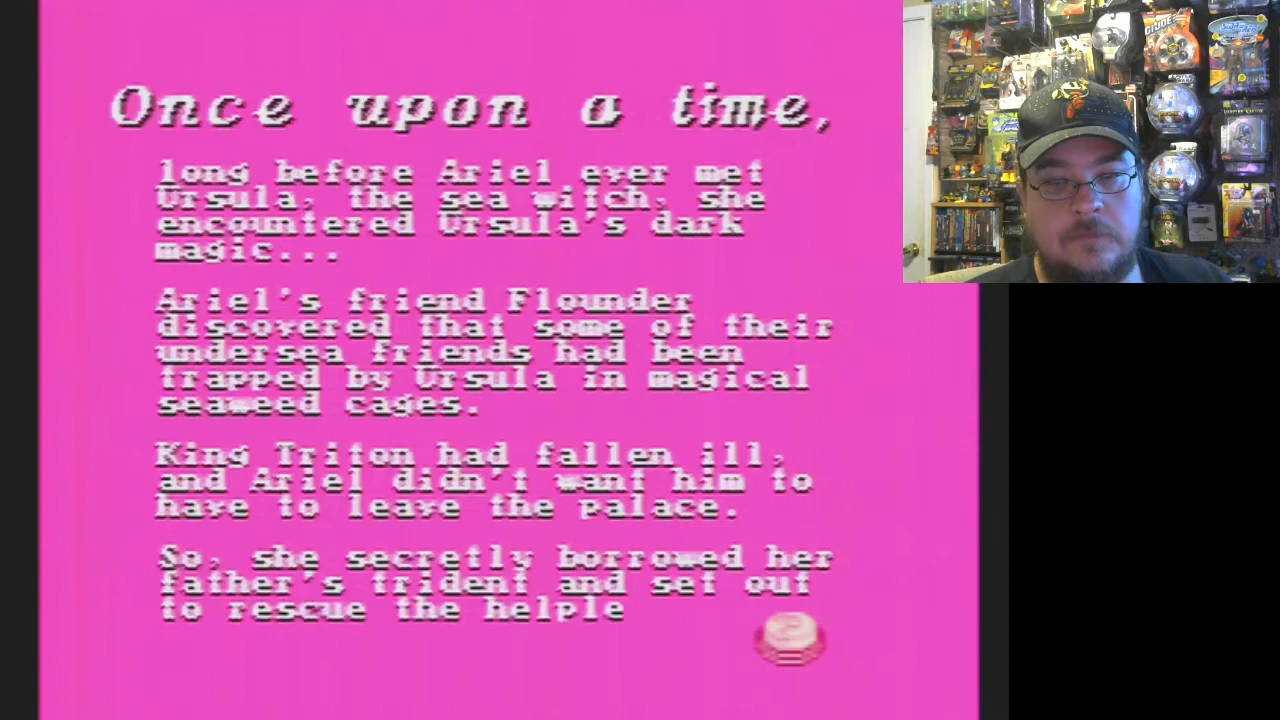 Once upon a time,
long before Ariel ever met
Ursula, the sea witch, she
encountered Ursula's dark
magic...
Ariel's friend Flounder
discovered that some of their
undersea friends had been
trapped by Ursula in magical
seaweed cages.
King Triton had fallen ill,
and Ariel didn't want him to
have to leave the palace.
So, she secretly borrowed her
father's trident and set out
to rescue the helple
GI JOE